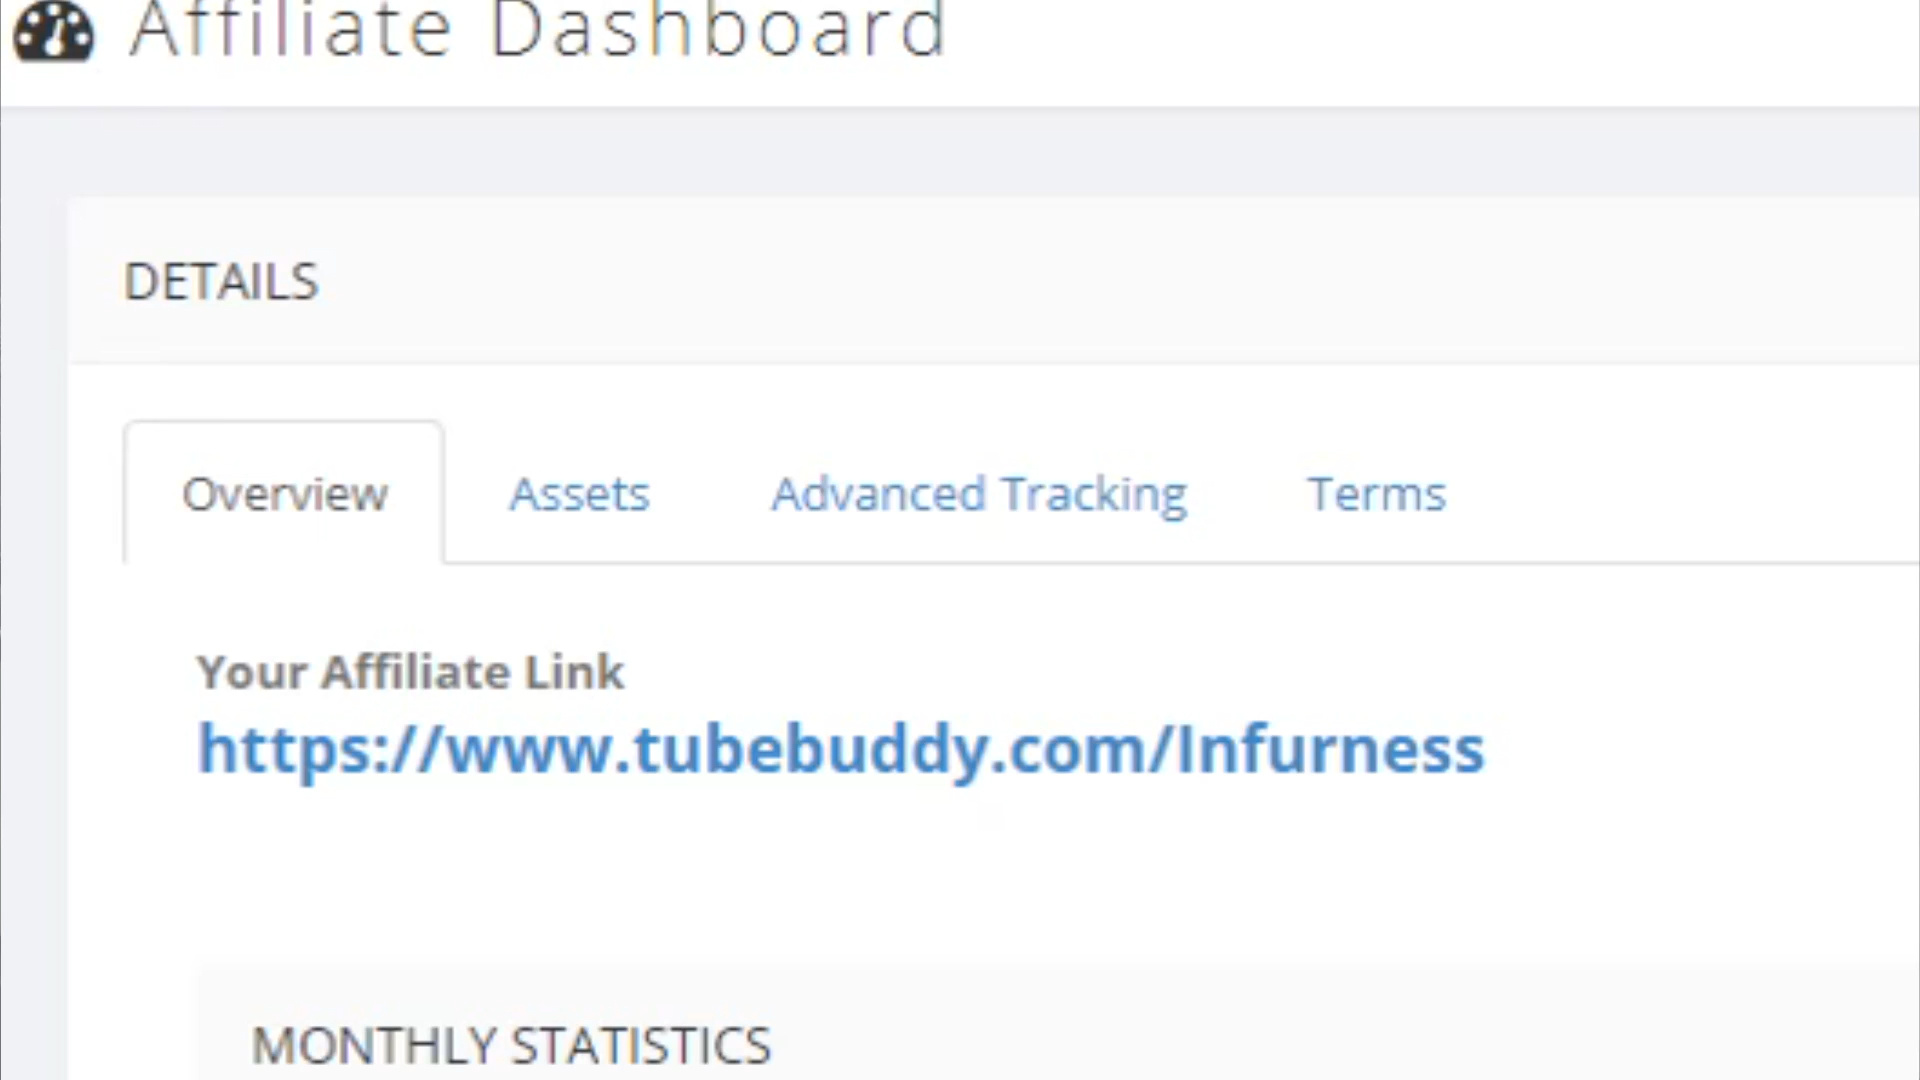 Affiliate Dashboard
DETAILS
Overview Assets Advanced Tracking Terms
Your Affiliate Link
https://www.tubebuddy.com/Infurness
MONTHLY STATISTICS